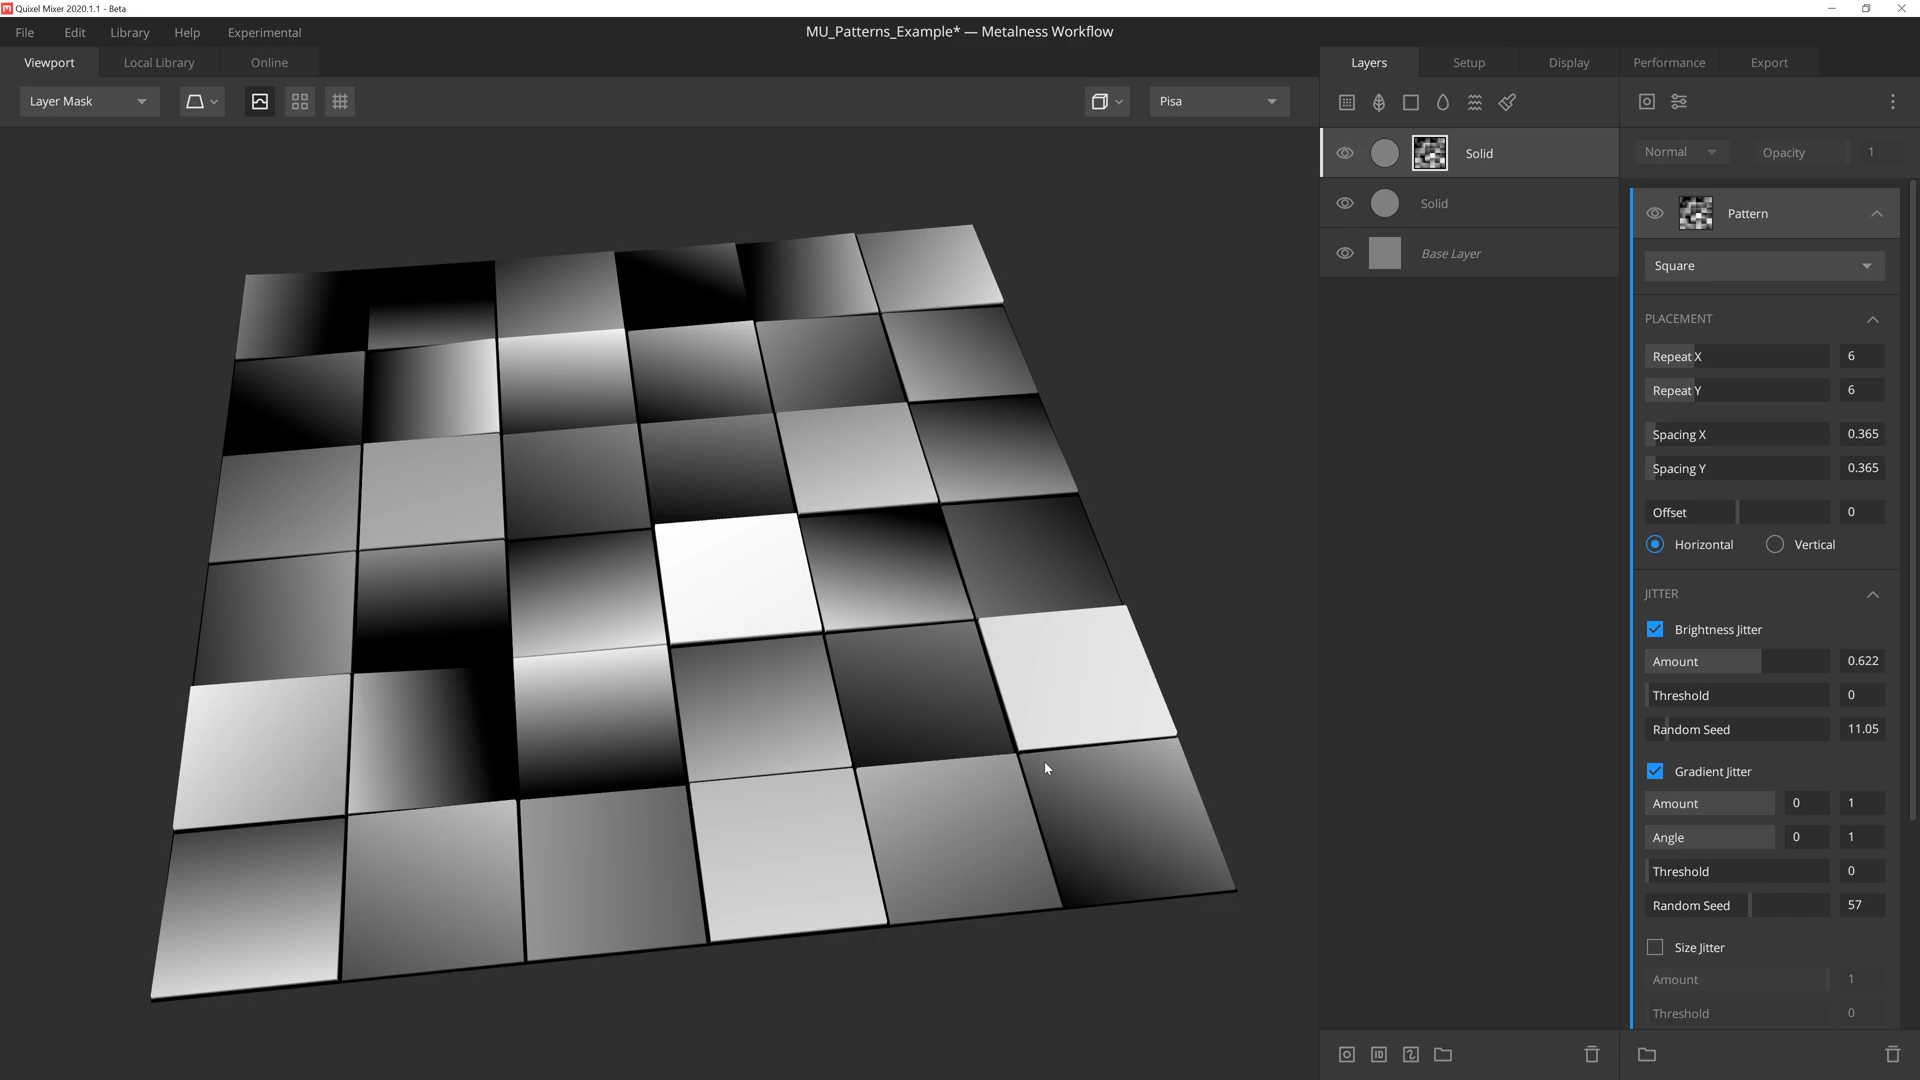 Quixel Mixer 2020.1.1 - Beta
File Edit Library Help Experimental
MU_Patterns_Example* — Metalness Workflow
Viewport Local Library Online
Layers Setup Display Performance Export
Layer Mask
Pisa
Solid
Solid
Base Layer
Normal Opacity 1
Pattern
Square
PLACEMENT
Repeat X 6
Repeat Y 6
Spacing X 0.365
Spacing Y 0.365
Offset 0
Horizontal Vertical
JITTER
Brightness Jitter
Amount 0.622
Threshold 0
Random Seed 11.05
Gradient Jitter
Amount 0 1
Angle 0 1
Threshold 0
Random Seed 57
Size Jitter
Amount 1
Threshold 0
ID